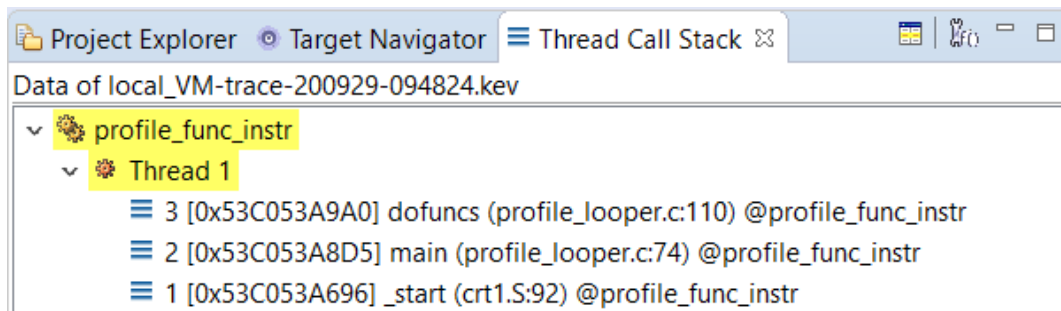 Project Explorer Target Navigator Thread Call Stack
Data of local_VM-trace-200929-094824.kev
profile_func_instr
Thread 1
3 [0x53C053A9A0] dofuncs (profile_looper.c:110) @profile_func_instr
2 [0x53C053A8D5] main (profile_looper.c:74) @profile_func_instr
1 [0x53C053A696] _start (crt1.S:92) @profile_func_instr